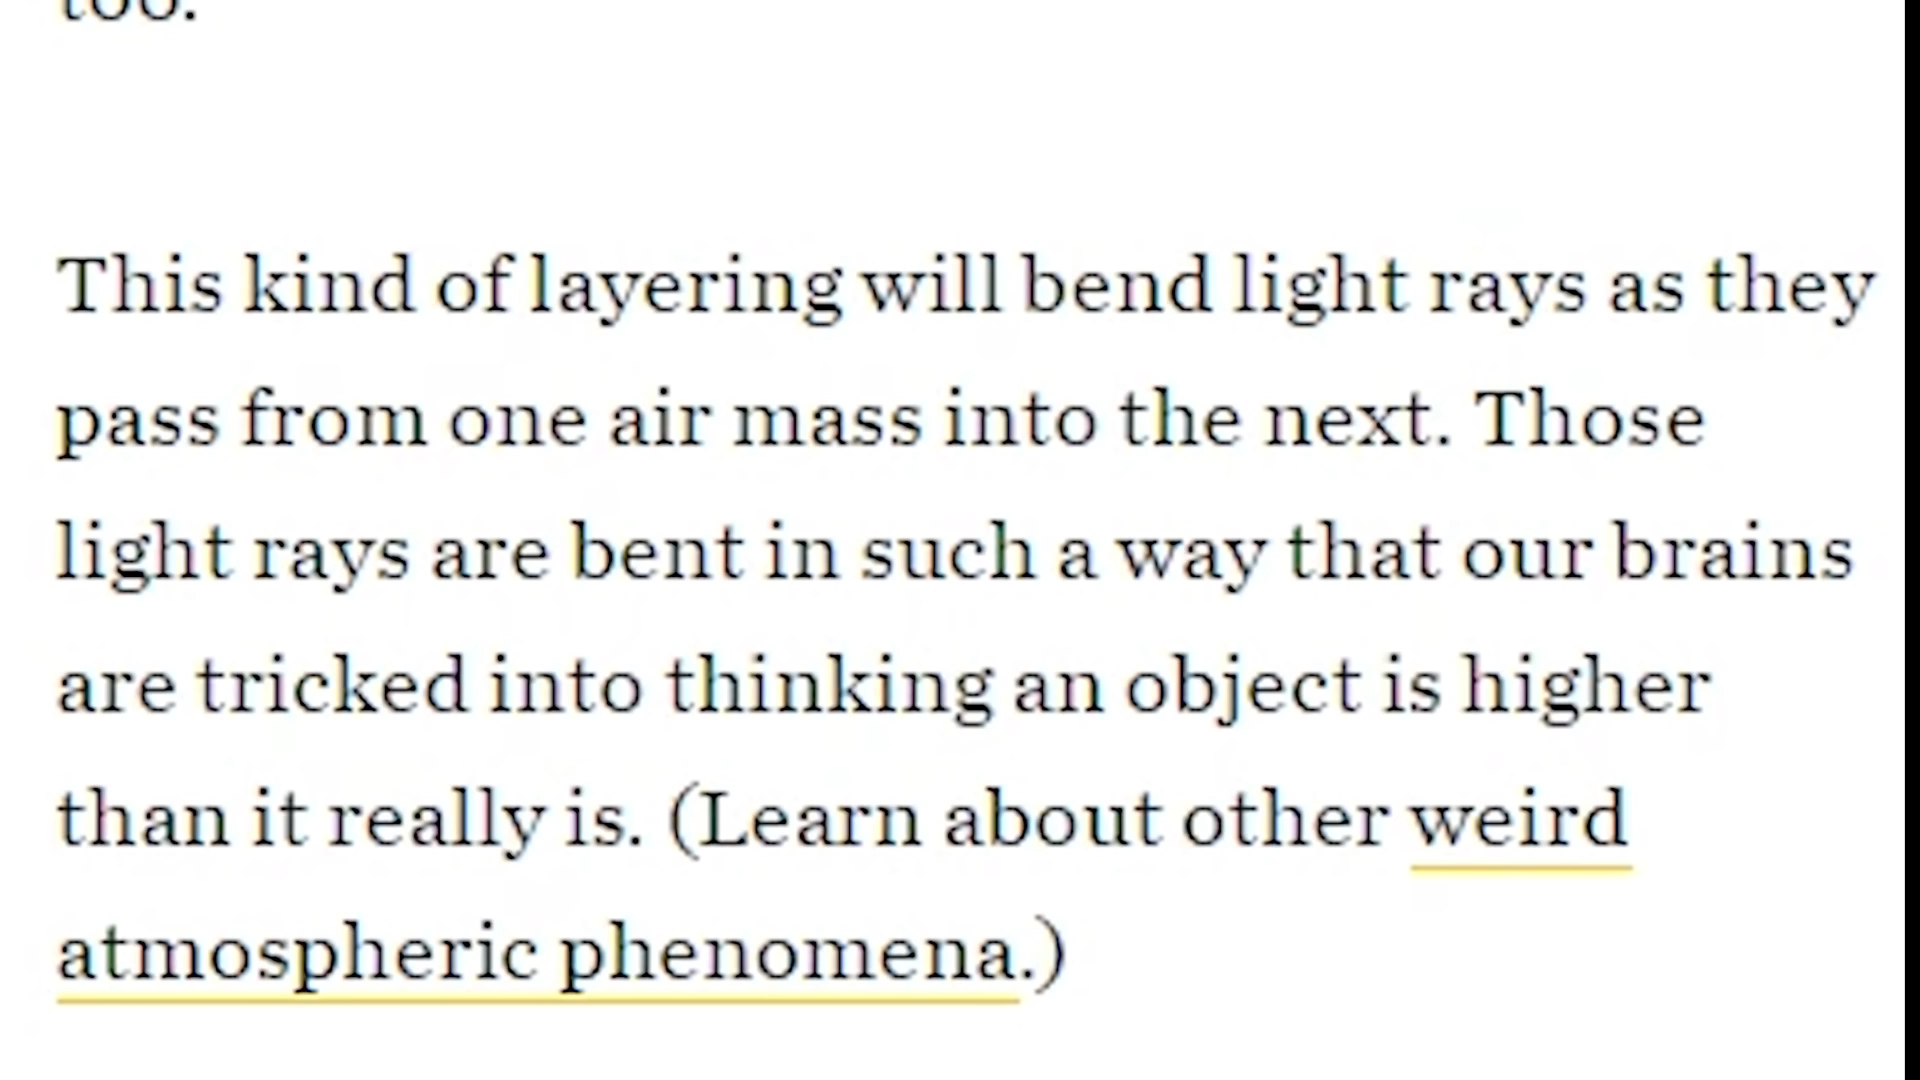 too.
This kind of layering will bend light rays as they
pass from one air mass into the next. Those
light rays are bent in such a way that our brains
are tricked into thinking an object is higher
than it really is. (Learn about other weird
atmospheric phenomena.)